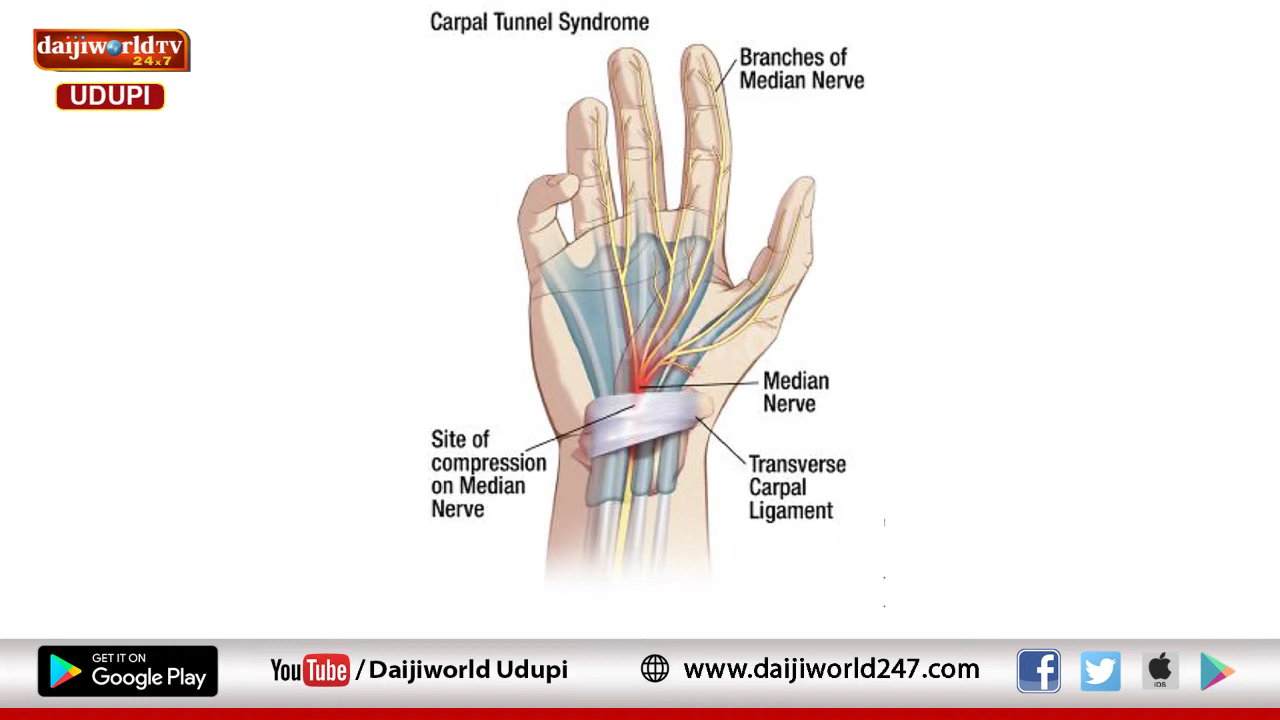 Carpal Tunnel Syndrome
daijiworldTV
24x7
UDUPI
Branches of
Median Nerve
Median
Nerve
Site of
compression
on Median
Nerve
Transverse
Carpal
Ligament
GET IT ON
Google Play
YouTube /Daijiworld Udupi
www.daijiworld247.com
iOS